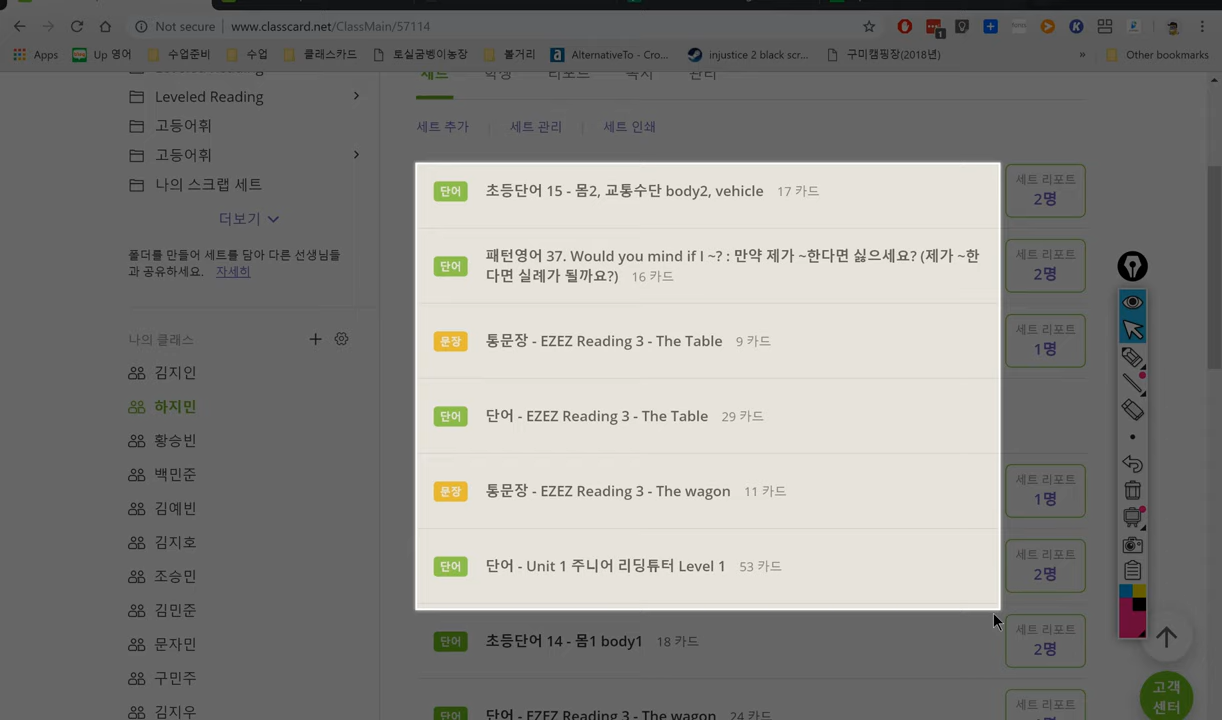 Not secure
www.classcard.net/ClassMain/57114
Apps
Up 영어
수업준비
수업
클래스카드
토실굼벵이농장
볼거리
AlternativeTo - Cro...
injustice 2 black scr...
구미캠핑장(2018년)
»
Other bookmarks
Leveled Reading
Leveled Reading
고등어휘
고등어휘
나의 스크랩 세트
더보기
폴더를 만들어 세트를 담아 다른 선생님들
과 공유하세요. 자세히
나의 클래스
김지인
하지민
황승빈
백민준
김예빈
김지호
조승민
김민준
문자민
구민주
김지우
세트 학생 리포트 쪽지 관리
세트 추가 | 세트 관리 | 세트 인쇄
단어 초등단어 15 - 몸2, 교통수단 body2, vehicle 17 카드
세트 리포트
2명
단어 패턴영어 37. Would you mind if I ~? : 만약 제가 ~한다면 싫으세요? (제가 ~한
다면 실례가 될까요?) 16 카드
세트 리포트
2명
문장 통문장 - EZEZ Reading 3 - The Table 9 카드
세트 리포트
1명
단어 단어 - EZEZ Reading 3 - The Table 29 카드
문장 통문장 - EZEZ Reading 3 - The wagon 11 카드
세트 리포트
1명
단어 단어 - Unit 1 주니어 리딩튜터 Level 1 53 카드
세트 리포트
2명
단어 초등단어 14 - 몸1 body1 18 카드
세트 리포트
2명
단어 단어 - EZEZ Reading 3 - The wagon 24 카드
세트 리포트
고객
센터